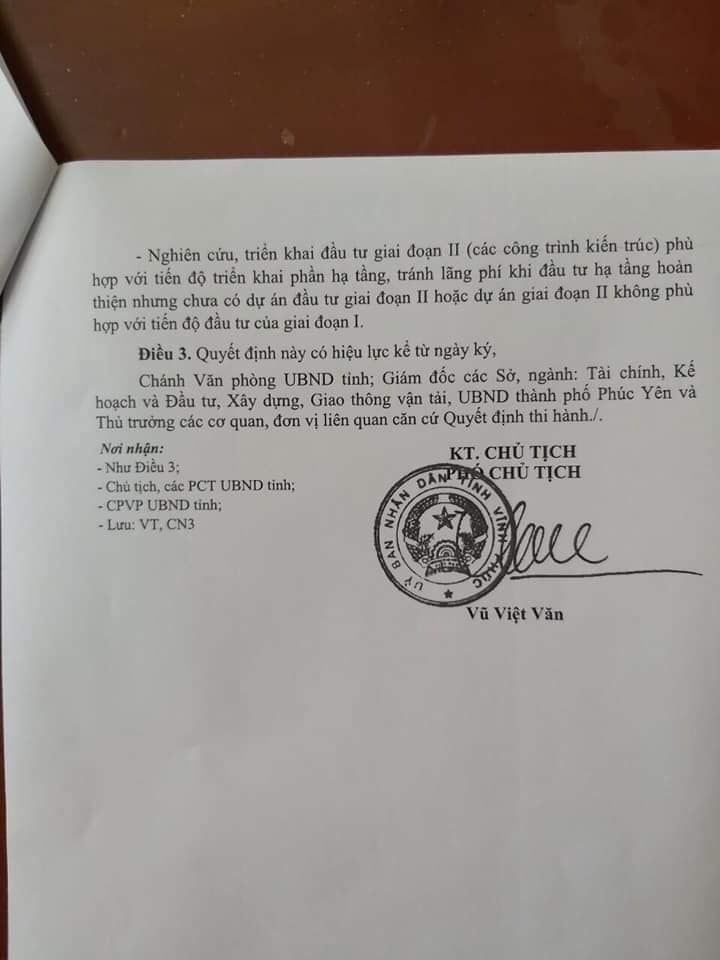 - Nghiên cứu, triển khai đầu tư giai đoạn II (các công trình kiến trúc) phù
hợp với tiến độ triển khai phần hạ tầng, tránh lãng phí khi đầu tư hạ tầng hoàn
thiện nhưng chưa có dự án đầu tư giai đoạn II hoặc dự án giai đoạn II không phù
hợp với tiến độ đầu tư của giai đoạn I.
Điều 3. Quyết định này có hiệu lực kể từ ngày ký,
Chánh Văn phòng UBND tỉnh; Giám đốc các Sở, ngành: Tài chính, Kế
hoạch và Đầu tư, Xây dựng, Giao thông vận tải, UBND thành phố Phúc Yên và
Thủ trưởng các cơ quan, đơn vị liên quan căn cứ Quyết định thi hành./.
Nơi nhận:
- Như Điều 3;
- Chủ tịch, các PCT UBND tỉnh;
- CPVP UBND tỉnh;
- Lưu: VT, CN3
KT. CHỦ TỊCH
PHÓ CHỦ TỊCH
UỶ BAN NHÂN DÂN TỈNH VĨNH PHÚC
Vũ Việt Văn